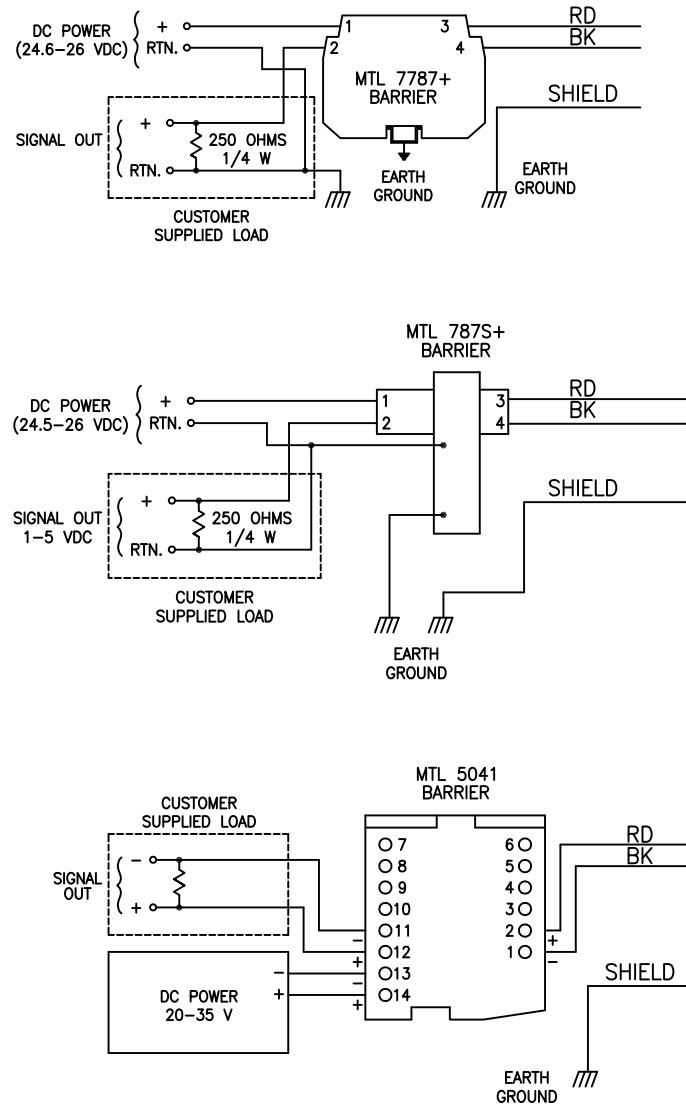 DC POWER
(24.6–26 VDC)
+
RTN.
1
2
3
4
RD
BK
MTL 7787+
BARRIER
SHIELD
SIGNAL OUT
+
RTN.
250 OHMS
1/4 W
EARTH
GROUND
EARTH
GROUND
CUSTOMER
SUPPLIED LOAD
MTL 787S+
BARRIER
DC POWER
(24.5–26 VDC)
+
RTN.
1
2
3
4
RD
BK
SIGNAL OUT
1–5 VDC
+
RTN.
250 OHMS
1/4 W
SHIELD
CUSTOMER
SUPPLIED LOAD
EARTH
GROUND
MTL 5041
BARRIER
CUSTOMER
SUPPLIED LOAD
SIGNAL
OUT
–
+
7
8
9
10
11
12
13
14
6
5
4
3
2
1
–
+
–
+
+
–
RD
BK
DC POWER
20–35 V
–
+
SHIELD
EARTH
GROUND